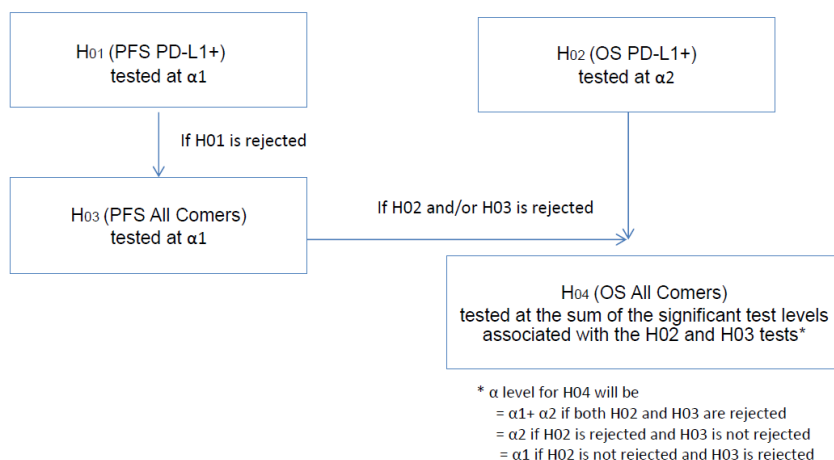 H01 (PFS PD-L1+)
tested at α1
H02 (OS PD-L1+)
tested at α2
If H01 is rejected
H03 (PFS All Comers)
tested at α1
If H02 and/or H03 is rejected
H04 (OS All Comers)
tested at the sum of the significant test levels
associated with the H02 and H03 tests*
* α level for H04 will be
= α1+ α2 if both H02 and H03 are rejected
= α2 if H02 is rejected and H03 is not rejected
= α1 if H02 is not rejected and H03 is rejected